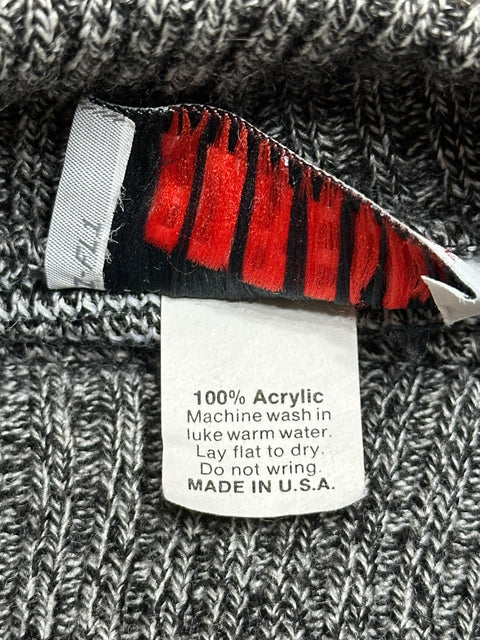 100% Acrylic
Machine wash in
luke warm water.
Lay flat to dry.
Do not wring.
MADE IN U.S.A.